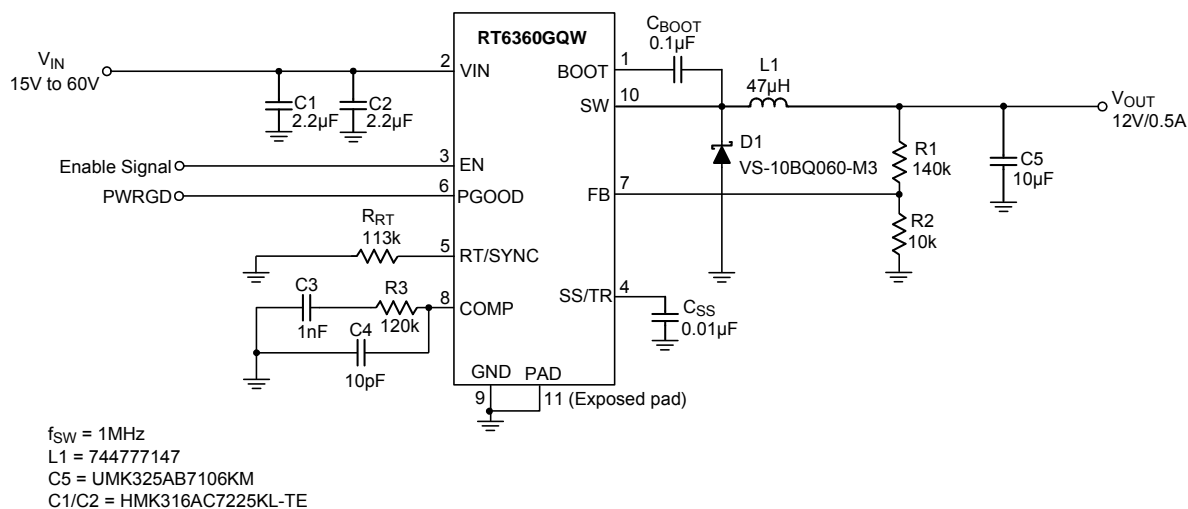 RT6360GQW
VIN
15V to 60V
2
VIN
C1
2.2µF
C2
2.2µF
Enable Signal
3
EN
PWRGD
6
PGOOD
RRT
113k
5
RT/SYNC
C3
1nF
R3
120k
8
COMP
C4
10pF
GND
9
PAD
11 (Exposed pad)
BOOT
1
CBOOT
0.1µF
SW
10
L1
47µH
D1
VS-10BQ060-M3
FB
7
R1
140k
R2
10k
C5
10µF
VOUT
12V/0.5A
SS/TR
4
CSS
0.01µF
fSW = 1MHz
L1 = 744777147
C5 = UMK325AB7106KM
C1/C2 = HMK316AC7225KL-TE